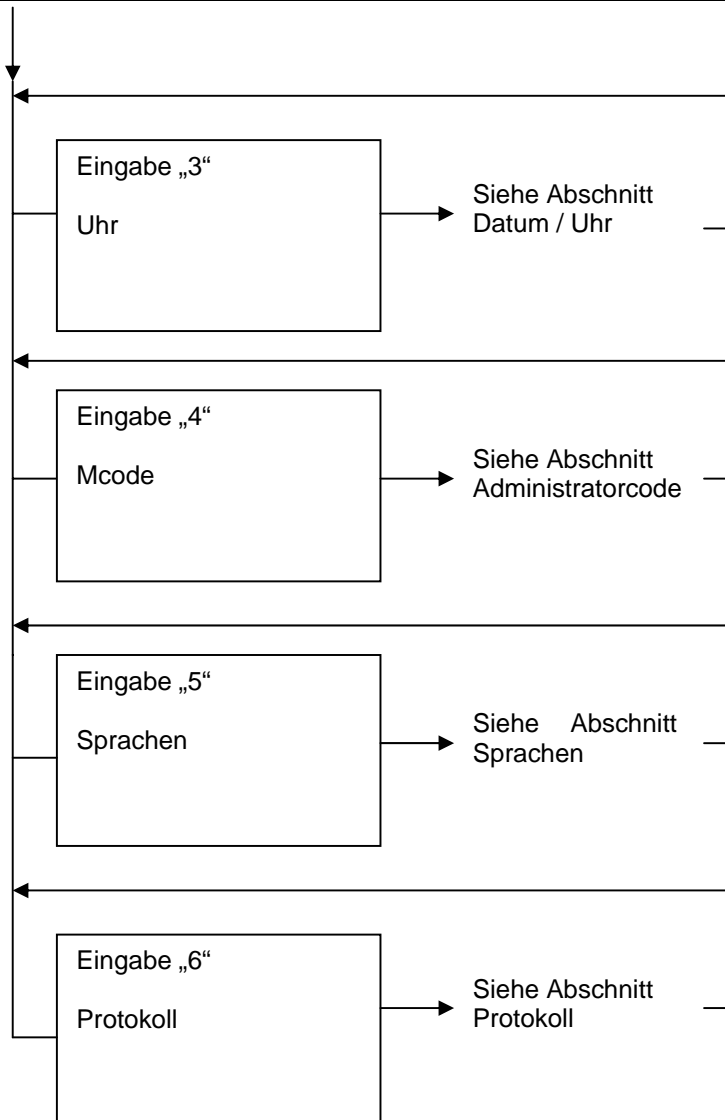 Eingabe „3“
Uhr
Siehe Abschnitt
Datum / Uhr
Eingabe „4“
Mcode
Siehe Abschnitt
Administratorcode
Eingabe „5“
Sprachen
Siehe Abschnitt
Sprachen
Eingabe „6“
Protokoll
Siehe Abschnitt
Protokoll